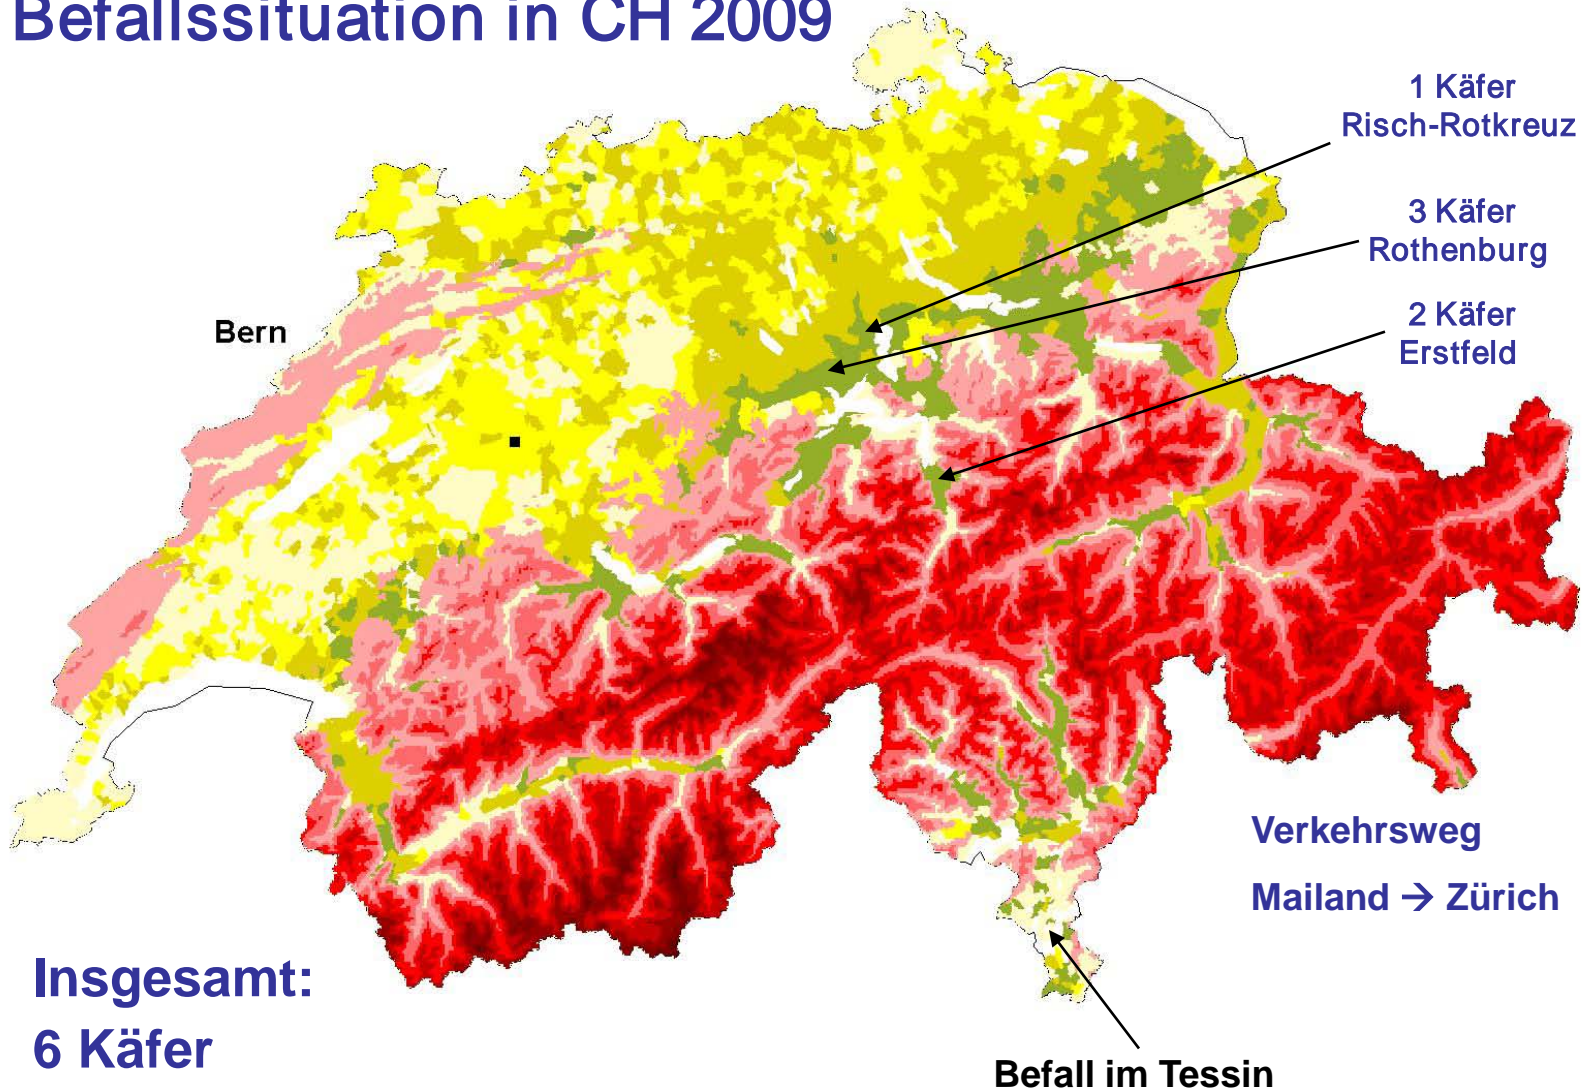 Befallssituation in CH 2009
1 Käfer
Risch-Rotkreuz
3 Käfer
Rothenburg
2 Käfer
Erstfeld
Bern
Verkehrsweg
Mailand → Zürich
Insgesamt:
6 Käfer
Befall im Tessin